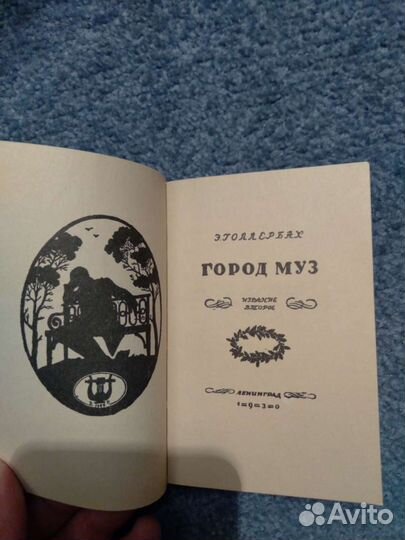 Э. ГОЛЛЕРБАХ
ГОРОД МУЗ
ИЗДАНИЕ
ВТОРОЕ
ЛЕНИНГРАД
1930
Avito